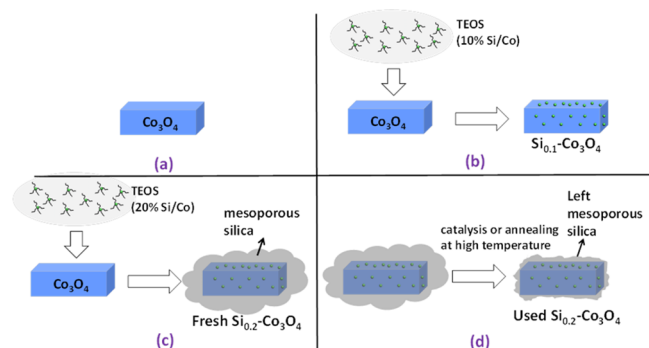 Co₃O₄
(a)
TEOS
(10% Si/Co)
Co₃O₄
Si₀.₁-Co₃O₄
(b)
TEOS
(20% Si/Co)
Co₃O₄
mesoporous
silica
Fresh Si₀.₂-Co₃O₄
(c)
catalysis or annealing
at high temperature
Left
mesoporous
silica
Used Si₀.₂-Co₃O₄
(d)